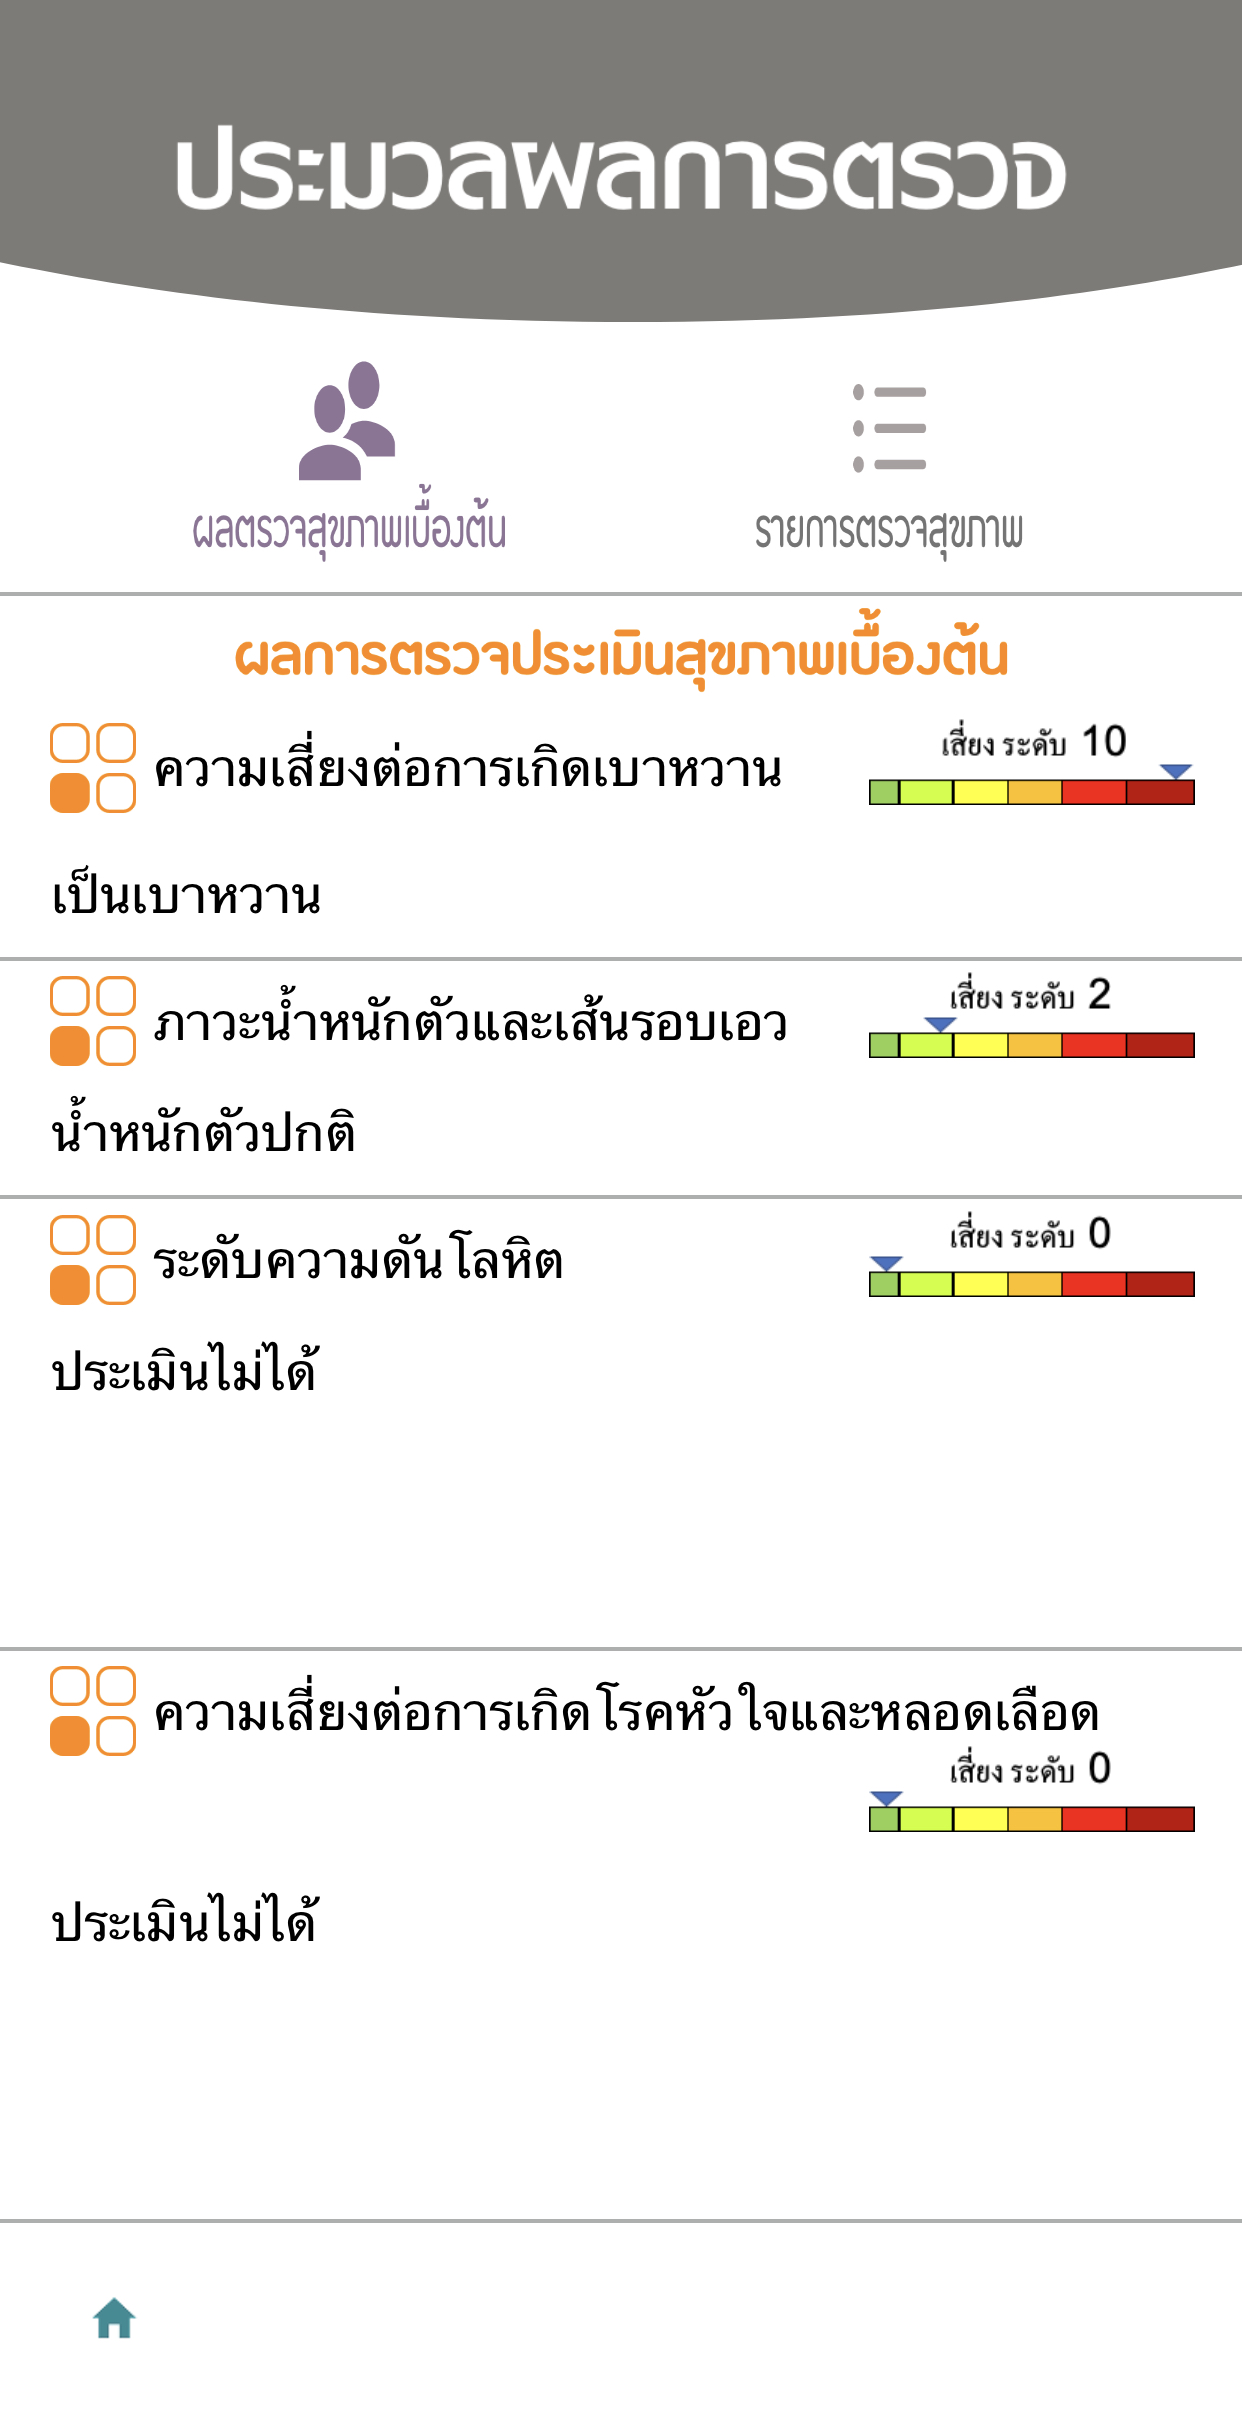 ประมวลผลการตรวจ
ผลตรวจสุขภาพเบื้องต้น
รายการตรวจสุขภาพ
ผลการตรวจประเมินสุขภาพเบื้องต้น
ความเสี่ยงต่อการเกิดเบาหวาน
เสี่ยง ระดับ 10
เป็นเบาหวาน
ภาวะน้ำหนักตัวและเส้นรอบเอว
เสี่ยง ระดับ 2
น้ำหนักตัวปกติ
ระดับความดันโลหิต
เสี่ยง ระดับ 0
ประเมินไม่ได้
ความเสี่ยงต่อการเกิดโรคหัวใจและหลอดเลือด
เสี่ยง ระดับ 0
ประเมินไม่ได้